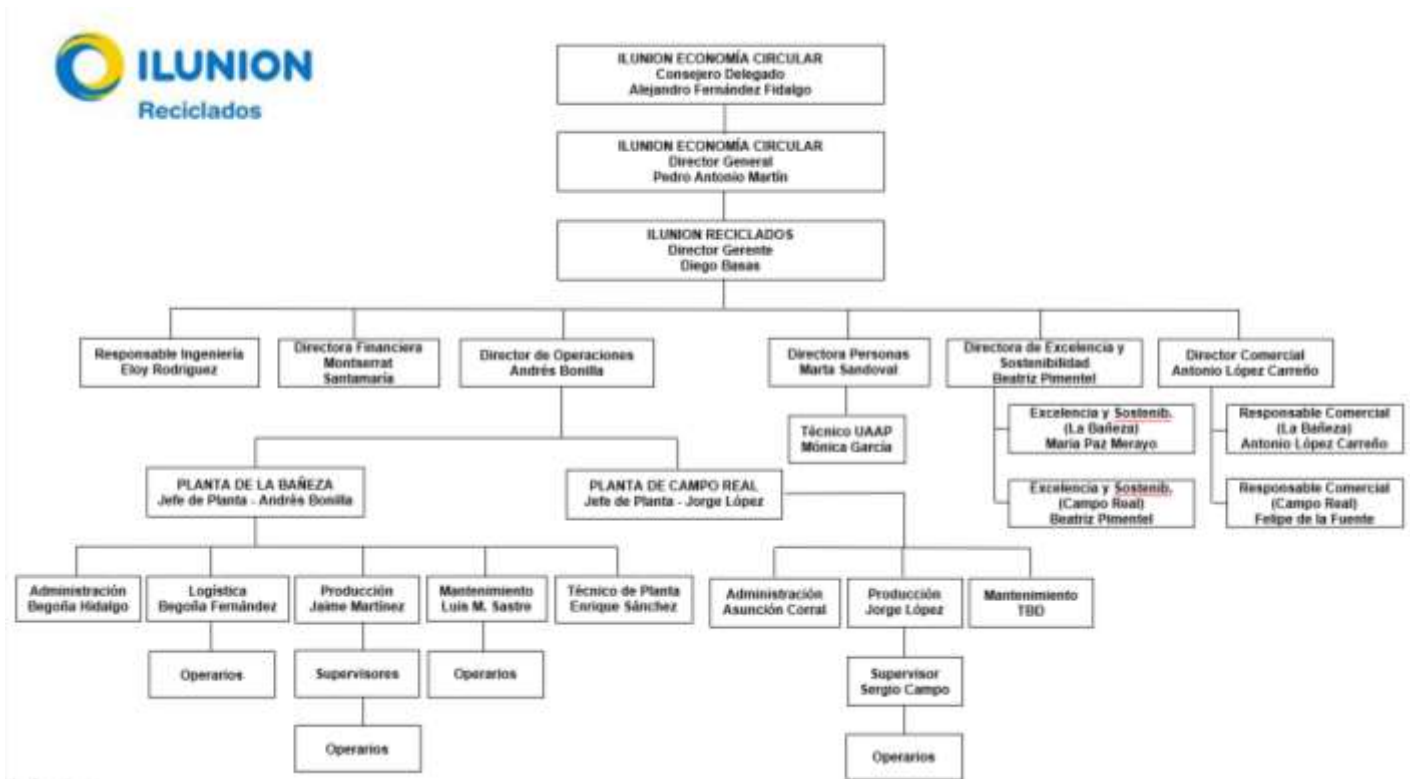 ILUNION
Reciclados
ILUNION ECONOMÍA CIRCULAR
Consejero Delegado
Alejandro Fernández Fidalgo
ILUNION ECONOMÍA CIRCULAR
Director General
Pedro Antonio Martín
ILUNION RECICLADOS
Director Gerente
Diego Basas
Responsable Ingeniería
Eloy Rodríguez
Directora Financiera
Montserrat
Santamaría
Director de Operaciones
Andrés Bonilla
Directora Personas
Marta Sandoval
Directora de Excelencia y
Sostenibilidad
Beatriz Pimentel
Director Comercial
Antonio López Carreño
Técnico UAAP
Mónica García
Excelencia y Sostenib.
(La Bañeza)
María Paz Merayo
Responsable Comercial
(La Bañeza)
Antonio López Carreño
PLANTA DE LA BAÑEZA
Jefe de Planta - Andrés Bonilla
PLANTA DE CAMPO REAL
Jefe de Planta - Jorge López
Excelencia y Sostenib.
(Campo Real)
Beatriz Pimentel
Responsable Comercial
(Campo Real)
Felipe de la Fuente
Administración
Begoña Hidalgo
Logística
Begoña Fernández
Producción
Jaime Martínez
Mantenimiento
Luis M. Sastre
Técnico de Planta
Enrique Sánchez
Administración
Asunción Corral
Producción
Jorge López
Mantenimiento
TBD
Operarios
Supervisores
Operarios
Supervisor
Sergio Campo
Operarios
Operarios